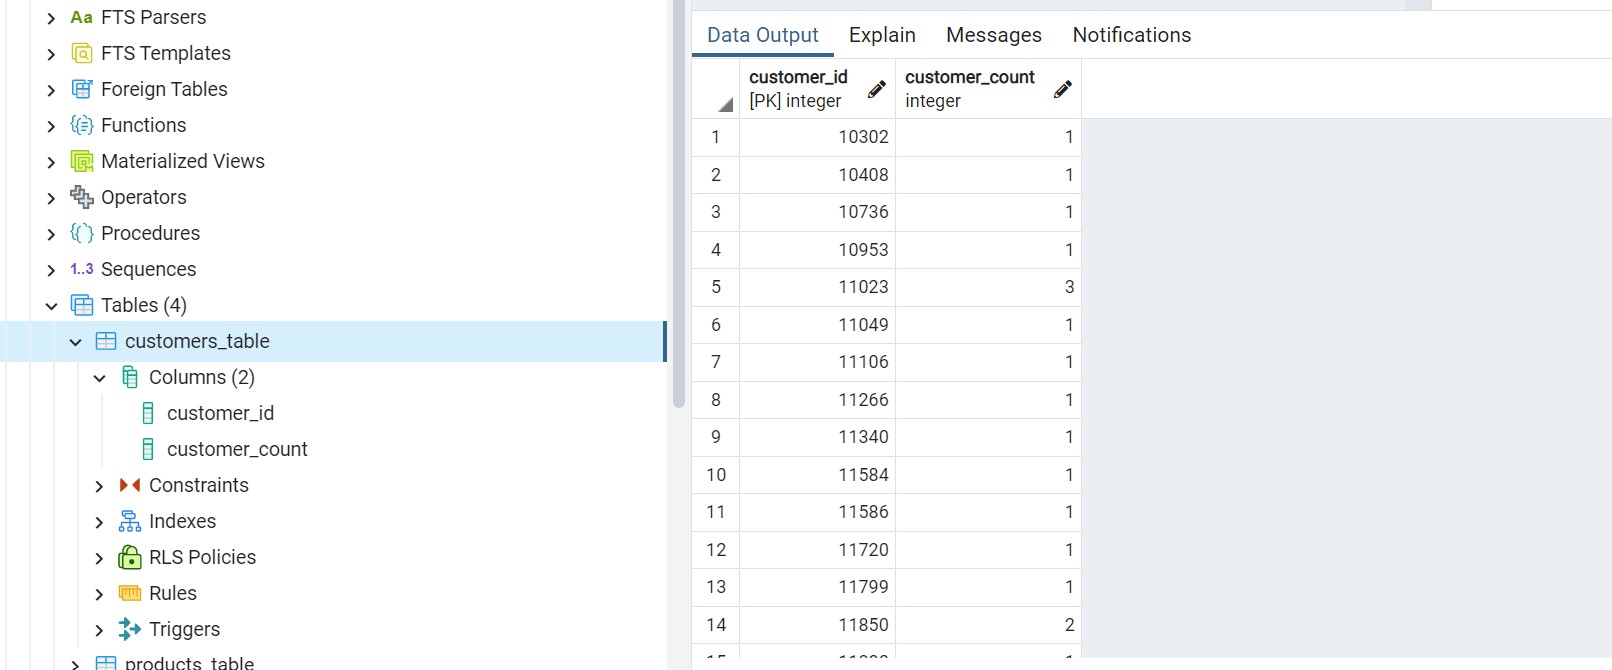 Aa FTS Parsers
FTS Templates
Foreign Tables
Functions
Materialized Views
Operators
Procedures
1..3 Sequences
Tables (4)
customers_table
Columns (2)
customer_id
customer_count
Constraints
Indexes
RLS Policies
Rules
Triggers
products_table
Data Output Explain Messages Notifications
customer_id customer_count
[PK] integer integer
1 10302 1
2 10408 1
3 10736 1
4 10953 1
5 11023 3
6 11049 1
7 11106 1
8 11266 1
9 11340 1
10 11584 1
11 11586 1
12 11720 1
13 11799 1
14 11850 2